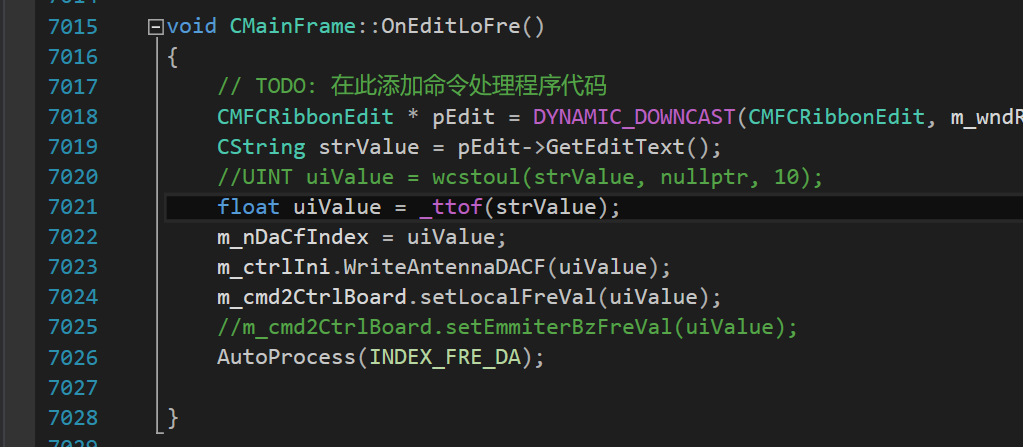 7015 void CMainFrame::OnEditLoFre()
7016 {
7017 // TODO: 在此添加命令处理程序代码
7018 CMFCRibbonEdit * pEdit = DYNAMIC_DOWNCAST(CMFCRibbonEdit, m_wndR
7019 CString strValue = pEdit->GetEditText();
7020 //UINT uiValue = wcstoul(strValue, nullptr, 10);
7021 float uiValue = _ttof(strValue);
7022 m_nDaCfIndex = uiValue;
7023 m_ctrlIni.WriteAntennaDACF(uiValue);
7024 m_cmd2CtrlBoard.setLocalFreVal(uiValue);
7025 //m_cmd2CtrlBoard.setEmmiterBzFreVal(uiValue);
7026 AutoProcess(INDEX_FRE_DA);
7027
7028 }